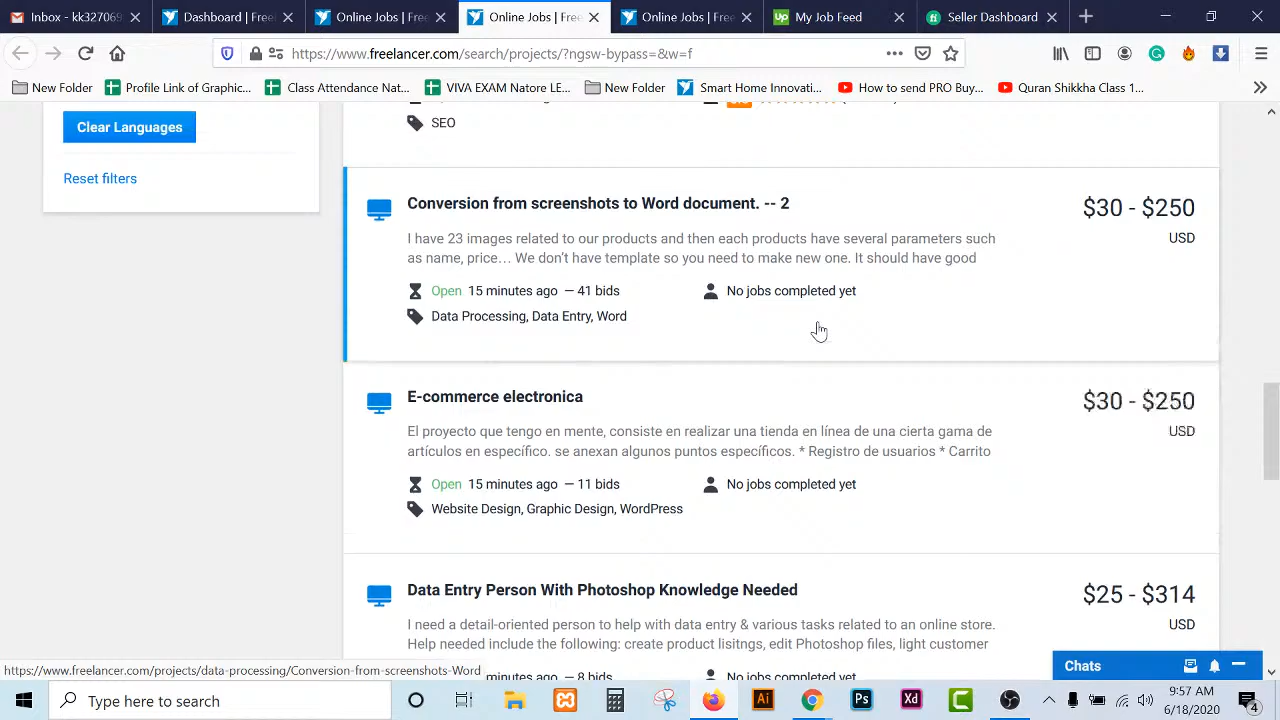 kk327069
Dashboard | Fre
Online Jobs | Fre
Online Jobs | Free
Online Jobs | Fre
Up My Job Feed
fi Seller Dashboard
https://www.freelancer.com/search/projects/?ngsw-bypass=&w=f
New Folder
Prople Link of Graphic...
Class Attendance Nat...
VIVA EXAM Natore LE...
New Folder
Smart Home Innovati...
How to send PRO Buy...
Quran Shikkha Class 1...
Clear Languages
Reset filters
SEO
Conversion from screenshots to Word document. -- 2
$30 - $250
USD
I have 23 images related to our products and then each products have several parameters such
as name, price… We don't have template so you need to make new one. It should have good
Open 15 minutes ago — 41 bids
No jobs completed yet
Data Processing, Data Entry, Word
E-commerce electronica
$30 - $250
USD
El proyecto que tengo en mente, consiste en realizar una tienda en línea de una cierta gama de
artículos en específico. se anexan algunos puntos específicos. * Registro de usuarios * Carrito
Open 15 minutes ago — 11 bids
No jobs completed yet
Website Design, Graphic Design, WordPress
Data Entry Person With Photoshop Knowledge Needed
$25 - $314
USD
I need a detail-oriented person to help with data entry & various tasks related to an online store.
Help needed include the following: create product lisitngs, edit Photoshop files, light customer
minutes ago — 8 bids
No jobs completed yet
https://www.freelancer.com/projects/data-processing/Conversion-from-screenshots-Word
Chats
Type here to search
Ai
Ps
Xd
9:57 AM
6/18/2020
4